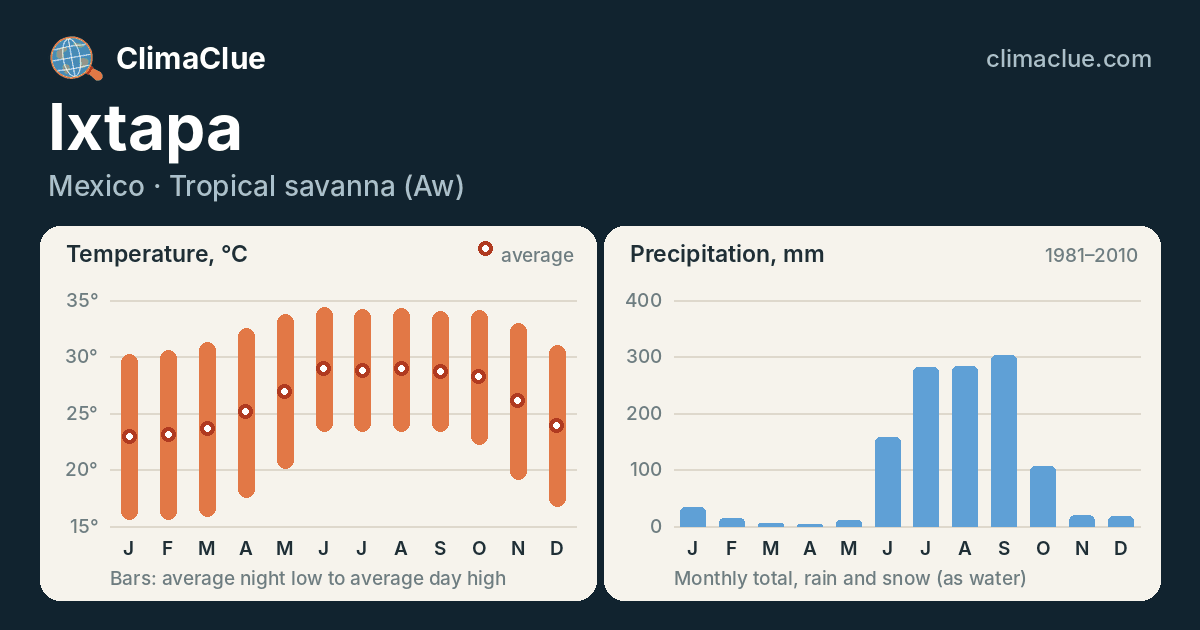 ClimaClue
climaclue.com
Ixtapa
Mexico · Tropical savanna (Aw)
Temperature, °C
average
35°
30°
25°
20°
15°
J F M A M J J A S O N D
Bars: average night low to average day high
Precipitation, mm
1981–2010
400
300
200
100
0
J F M A M J J A S O N D
Monthly total, rain and snow (as water)